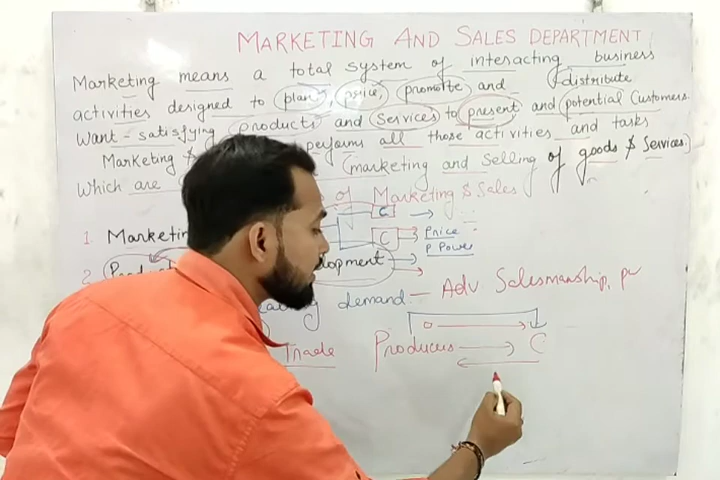 MARKETING AND SALES DEPARTMENT
Marketing means a total system of interacting business
activities designed to plan, price, promote and distribute
want-satisfying products and services to present and potential Customers.
Marketing & performs all those activities and tasks
which are (marketing and selling of goods & services.)
of Marketing & Sales
C
1. Marketin
C Price
P Power
2. Produc lopment
demand — Adv Salesmanship,
Trade
Producers C